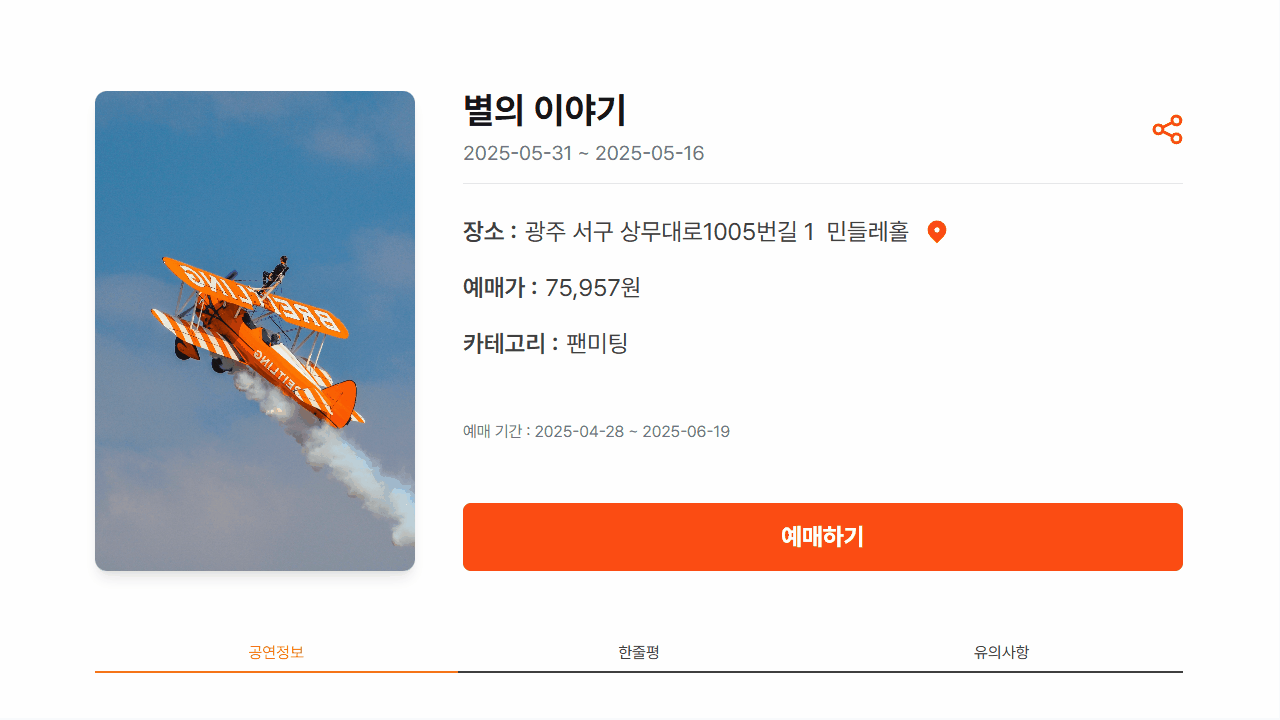 별의 이야기
2025-05-31 ~ 2025-05-16
장소 : 광주 서구 상무대로1005번길 1 민들레홀
예매가 : 75,957원
카테고리 : 팬미팅
예매 기간 : 2025-04-28 ~ 2025-06-19
예매하기
BREITLING
BREITLING
공연정보
한줄평
유의사항